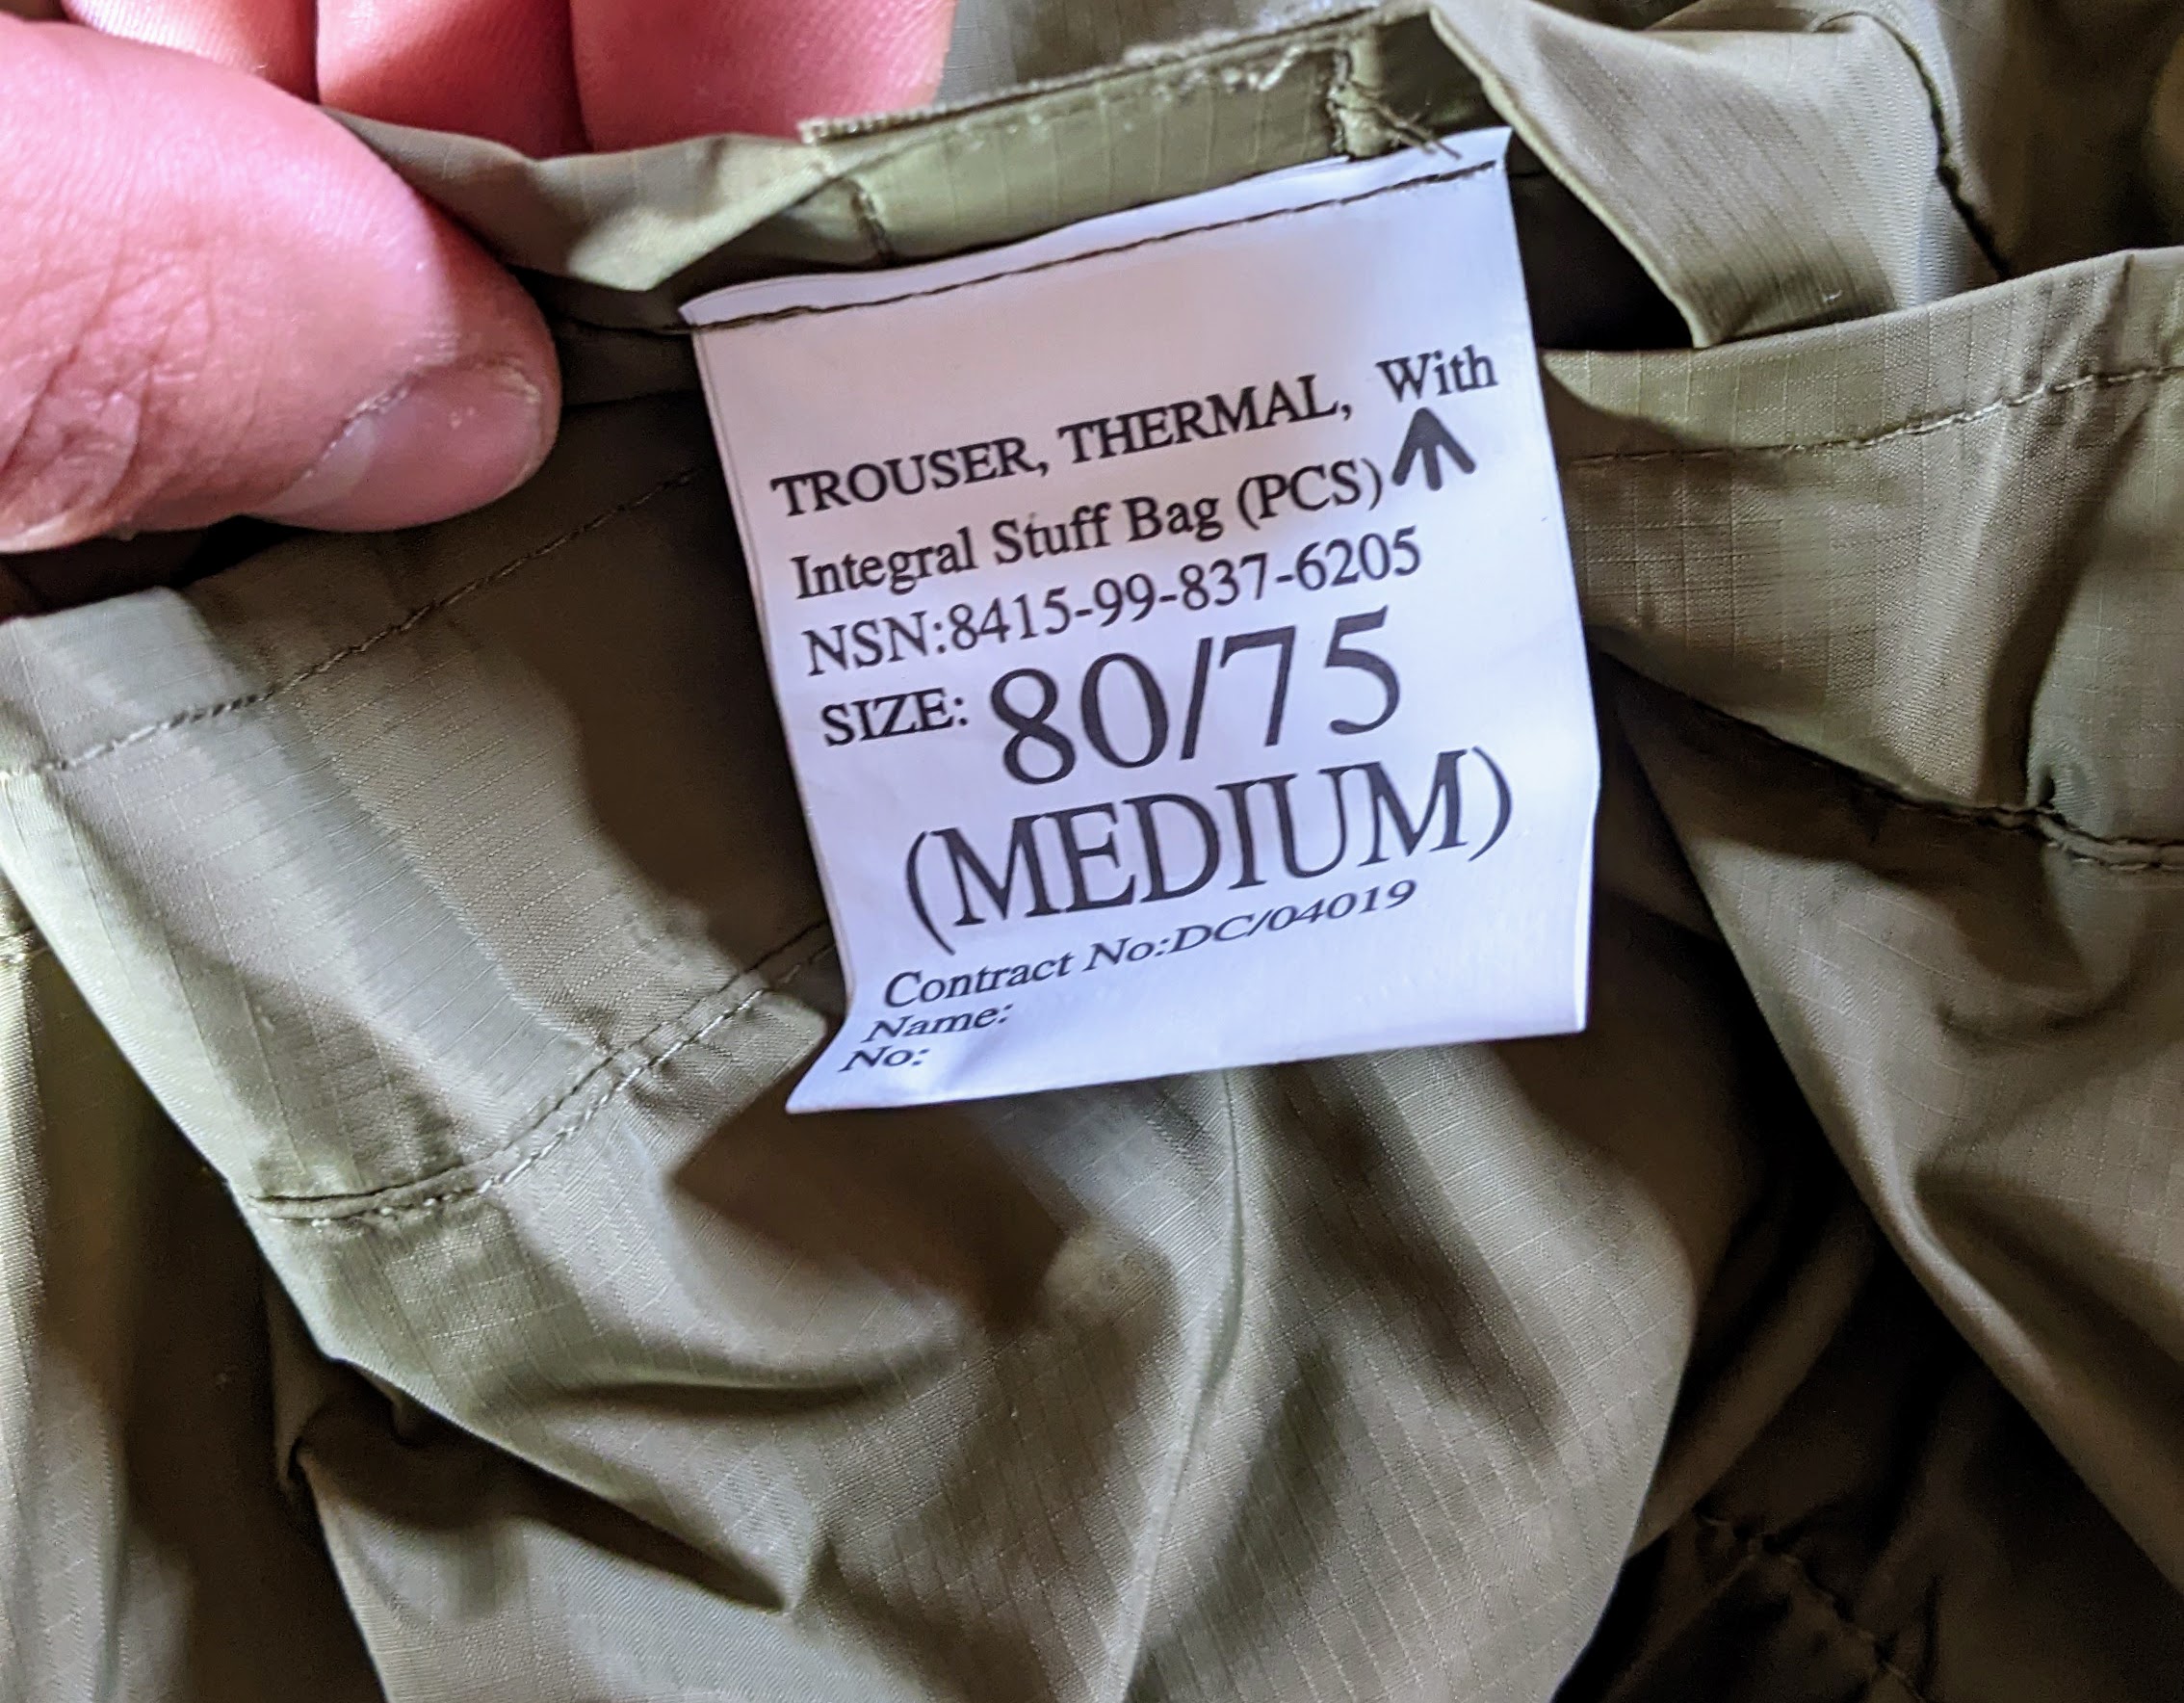 TROUSER, THERMAL, With
Integral Stuff Bag (PCS)
NSN:8415-99-837-6205
SIZE: 80/75
(MEDIUM)
Contract No:DC/04019
Name:
No: